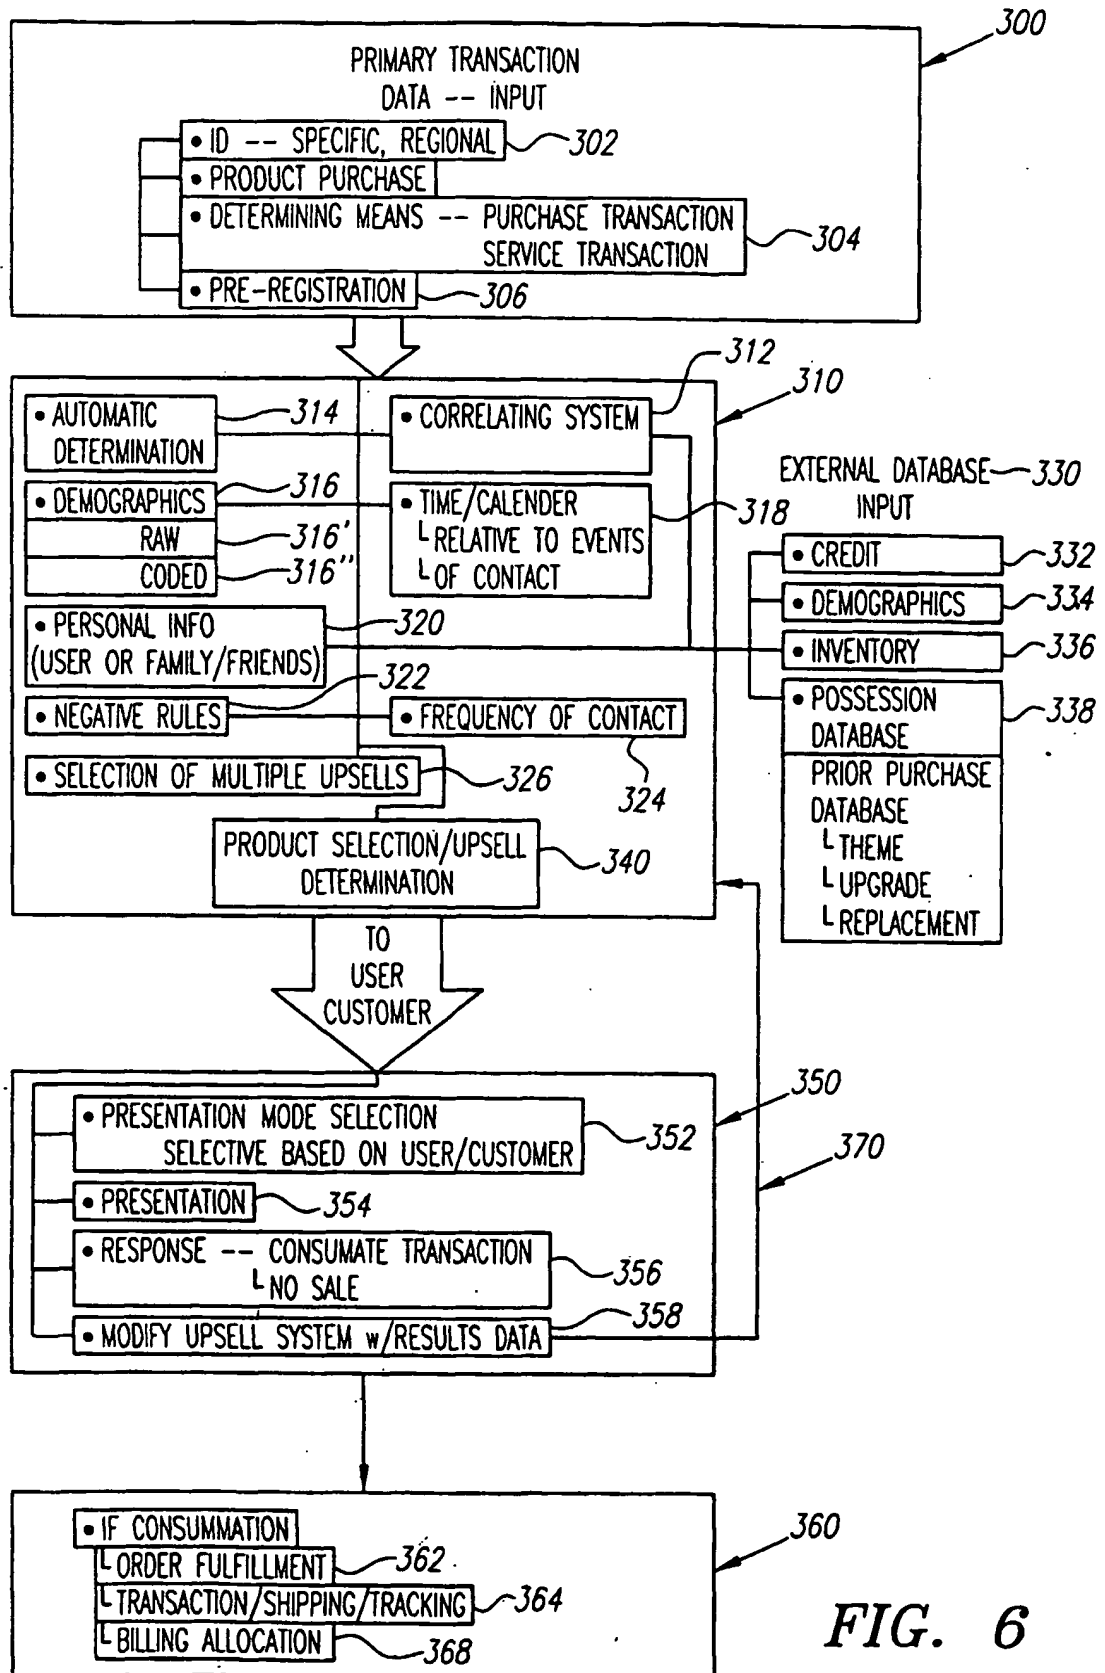 300
PRIMARY TRANSACTION
DATA -- INPUT
• ID -- SPECIFIC, REGIONAL 302
• PRODUCT PURCHASE
• DETERMINING MEANS -- PURCHASE TRANSACTION
SERVICE TRANSACTION 304
• PRE-REGISTRATION 306
310
• AUTOMATIC
DETERMINATION
314
• CORRELATING SYSTEM
312
• DEMOGRAPHICS 316
RAW 316'
CODED 316''
• TIME/CALENDER
└ RELATIVE TO EVENTS
└ OF CONTACT
318
• PERSONAL INFO
(USER OR FAMILY/FRIENDS)
320
• NEGATIVE RULES 322
• FREQUENCY OF CONTACT
324
• SELECTION OF MULTIPLE UPSELLS 326
PRODUCT SELECTION/UPSELL
DETERMINATION
340
EXTERNAL DATABASE 330
INPUT
• CREDIT 332
• DEMOGRAPHICS 334
• INVENTORY 336
• POSSESSION
DATABASE
338
PRIOR PURCHASE
DATABASE
└ THEME
└ UPGRADE
└ REPLACEMENT
TO
USER
CUSTOMER
350
• PRESENTATION MODE SELECTION
SELECTIVE BASED ON USER/CUSTOMER
352
370
• PRESENTATION 354
• RESPONSE -- CONSUMATE TRANSACTION
└ NO SALE
356
• MODIFY UPSELL SYSTEM w/RESULTS DATA 358
360
• IF CONSUMMATION
└ ORDER FULFILLMENT 362
└ TRANSACTION/SHIPPING/TRACKING 364
└ BILLING ALLOCATION 368
FIG. 6